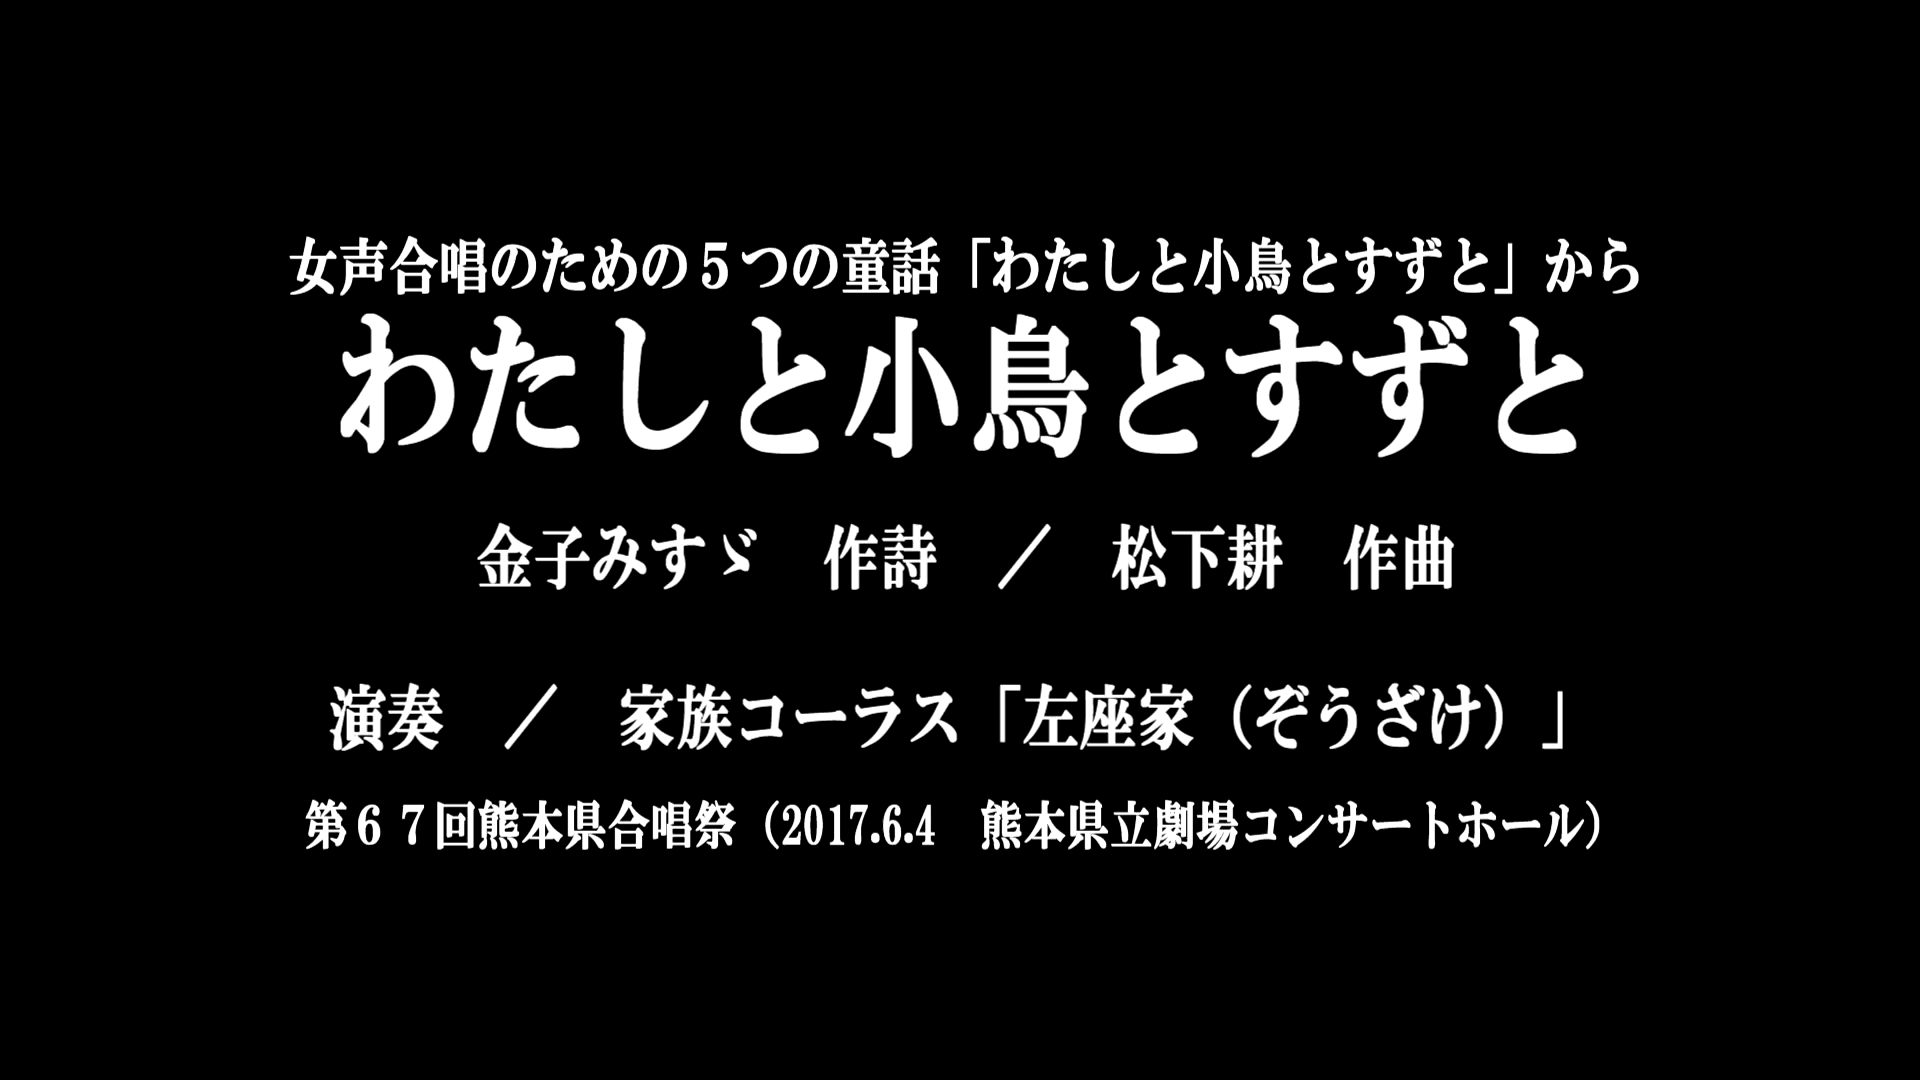 女声合唱のための５つの童話「わたしと小鳥とすずと」から
わたしと小鳥とすずと
金子みすゞ　作詩　／　松下耕　作曲
演奏　／　家族コーラス「左座家（ぞうざけ）」
第６７回熊本県合唱祭（2017.6.4　熊本県立劇場コンサートホール）